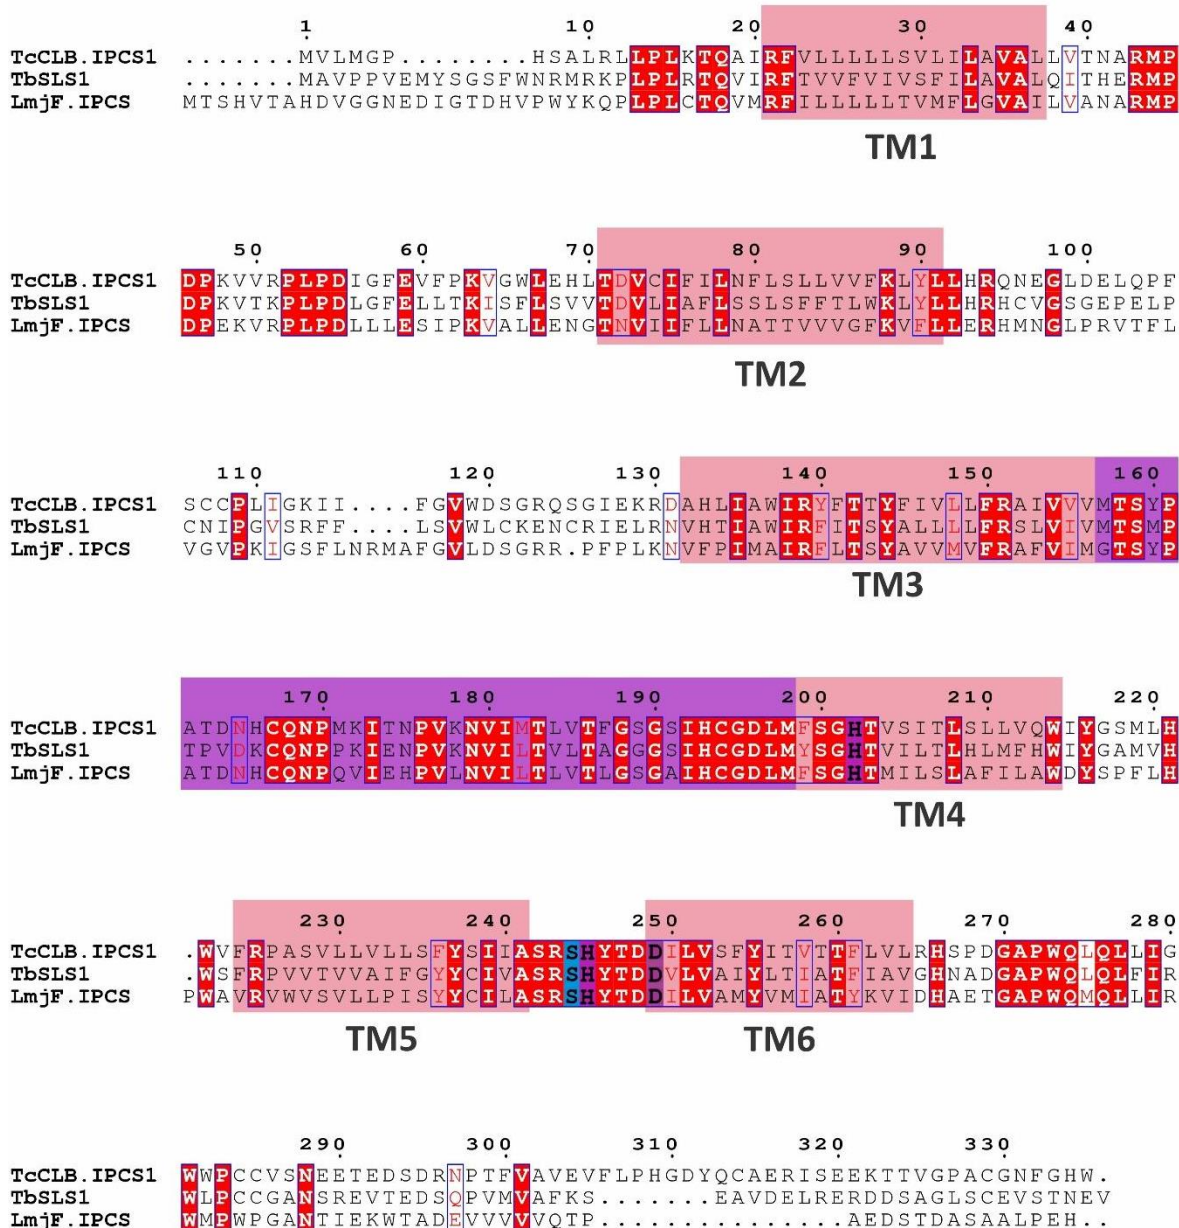 1 10 20 30 40
TcCLB.IPCS1 .......MVLMGP........HSALRLLPLKTQAIRFVLLLLLSVLILAVALLVTNARMP
TbSLS1 .......MAVPPVEMYSGSFWNRMRKPLPLRTQVIRFTVVFVIVSFILAVALQITHERMP
LmjF.IPCS MTSHVTAHDVGGNEDIGTDHVPWYKQPLPLCTQVMRFILLLLLTVMFLGVAILVANARMP
TM1
50 60 70 80 90 100
TcCLB.IPCS1 DPKVVRPLPDIGFEVFPKVGWLEHLTDVCIFILNFLSLLVVFKLYLLHRQNEGLDELQPF
TbSLS1 DPKVTKPLPDLGFELLTKISFLSVVTDVLIAFLSSLSFFTLWKLYLLHRHCVGSGEPELP
LmjF.IPCS DPEKVRPLPDLLLESIPKVALLENGTNVIIFLLNATTVVVGFKVFLLERHMNGLPRVTFL
TM2
110 120 130 140 150 160
TcCLB.IPCS1 SCCPLIGKII....FGVWDSGRQSGIEKRDAHLIAWIRYFTTYFIVLLFRAIVVVMTSYP
TbSLS1 CNIPGVSRFF....LSVWLCKENCRIELRNVHTIAWIRFITSYALLLLFRSLVIVMTSMP
LmjF.IPCS VGVPKIGSFLNRMAFGVLDSGRR.PFPLKNVFPIMAIRFLTSYAVVMVFRAFVIMGTSYP
TM3
170 180 190 200 210 220
TcCLB.IPCS1 ATDNHCQNPMKITNPVKNVIMTLVTFGSGSIHCGDLMFSGHTVSITLSLLVQWIYGSMLH
TbSLS1 TPVDKCQNPPKIENPVKNVILTVLTAGGGSIHCGDLMYSGHTVILTLHLMFHWIYGAMVH
LmjF.IPCS ATDNHCQNPQVIEHPVLNVILTLVTLGSGAIHCGDLMFSGHTMILSLAFILAWDYSPFLH
TM4
230 240 250 260 270 280
TcCLB.IPCS1 .WVFRPASVLLVLLSFYSIIASRSHYTDDILVSFYITVTTFLVLRHSPDGAPWQLQLLIG
TbSLS1 .WSFRPVVTVVAIFGYYCIVASRSHYTDDVLVAIYLTIATFIAVGHNADGAPWQLQLFIR
LmjF.IPCS PWAVRVWVSVLLPISYYCILASRSHYTDDILVAMYVMIATYKVIDHAETGAPWQMQLLIR
TM5 TM6
290 300 310 320 330
TcCLB.IPCS1 WWPCCVSNEETEDSDRNPTFVAVEVFLPHGDYQCAERISEEKTTVGPACGNFGHW.
TbSLS1 WLPCCGANSREVTEDSQPVMVAFKS.......EAVDELRERDDSAGLSCEVSTNEV
LmjF.IPCS WMPWPGANTIEKWTADEVVVVVQTP...............AEDSTDASAALPEH..